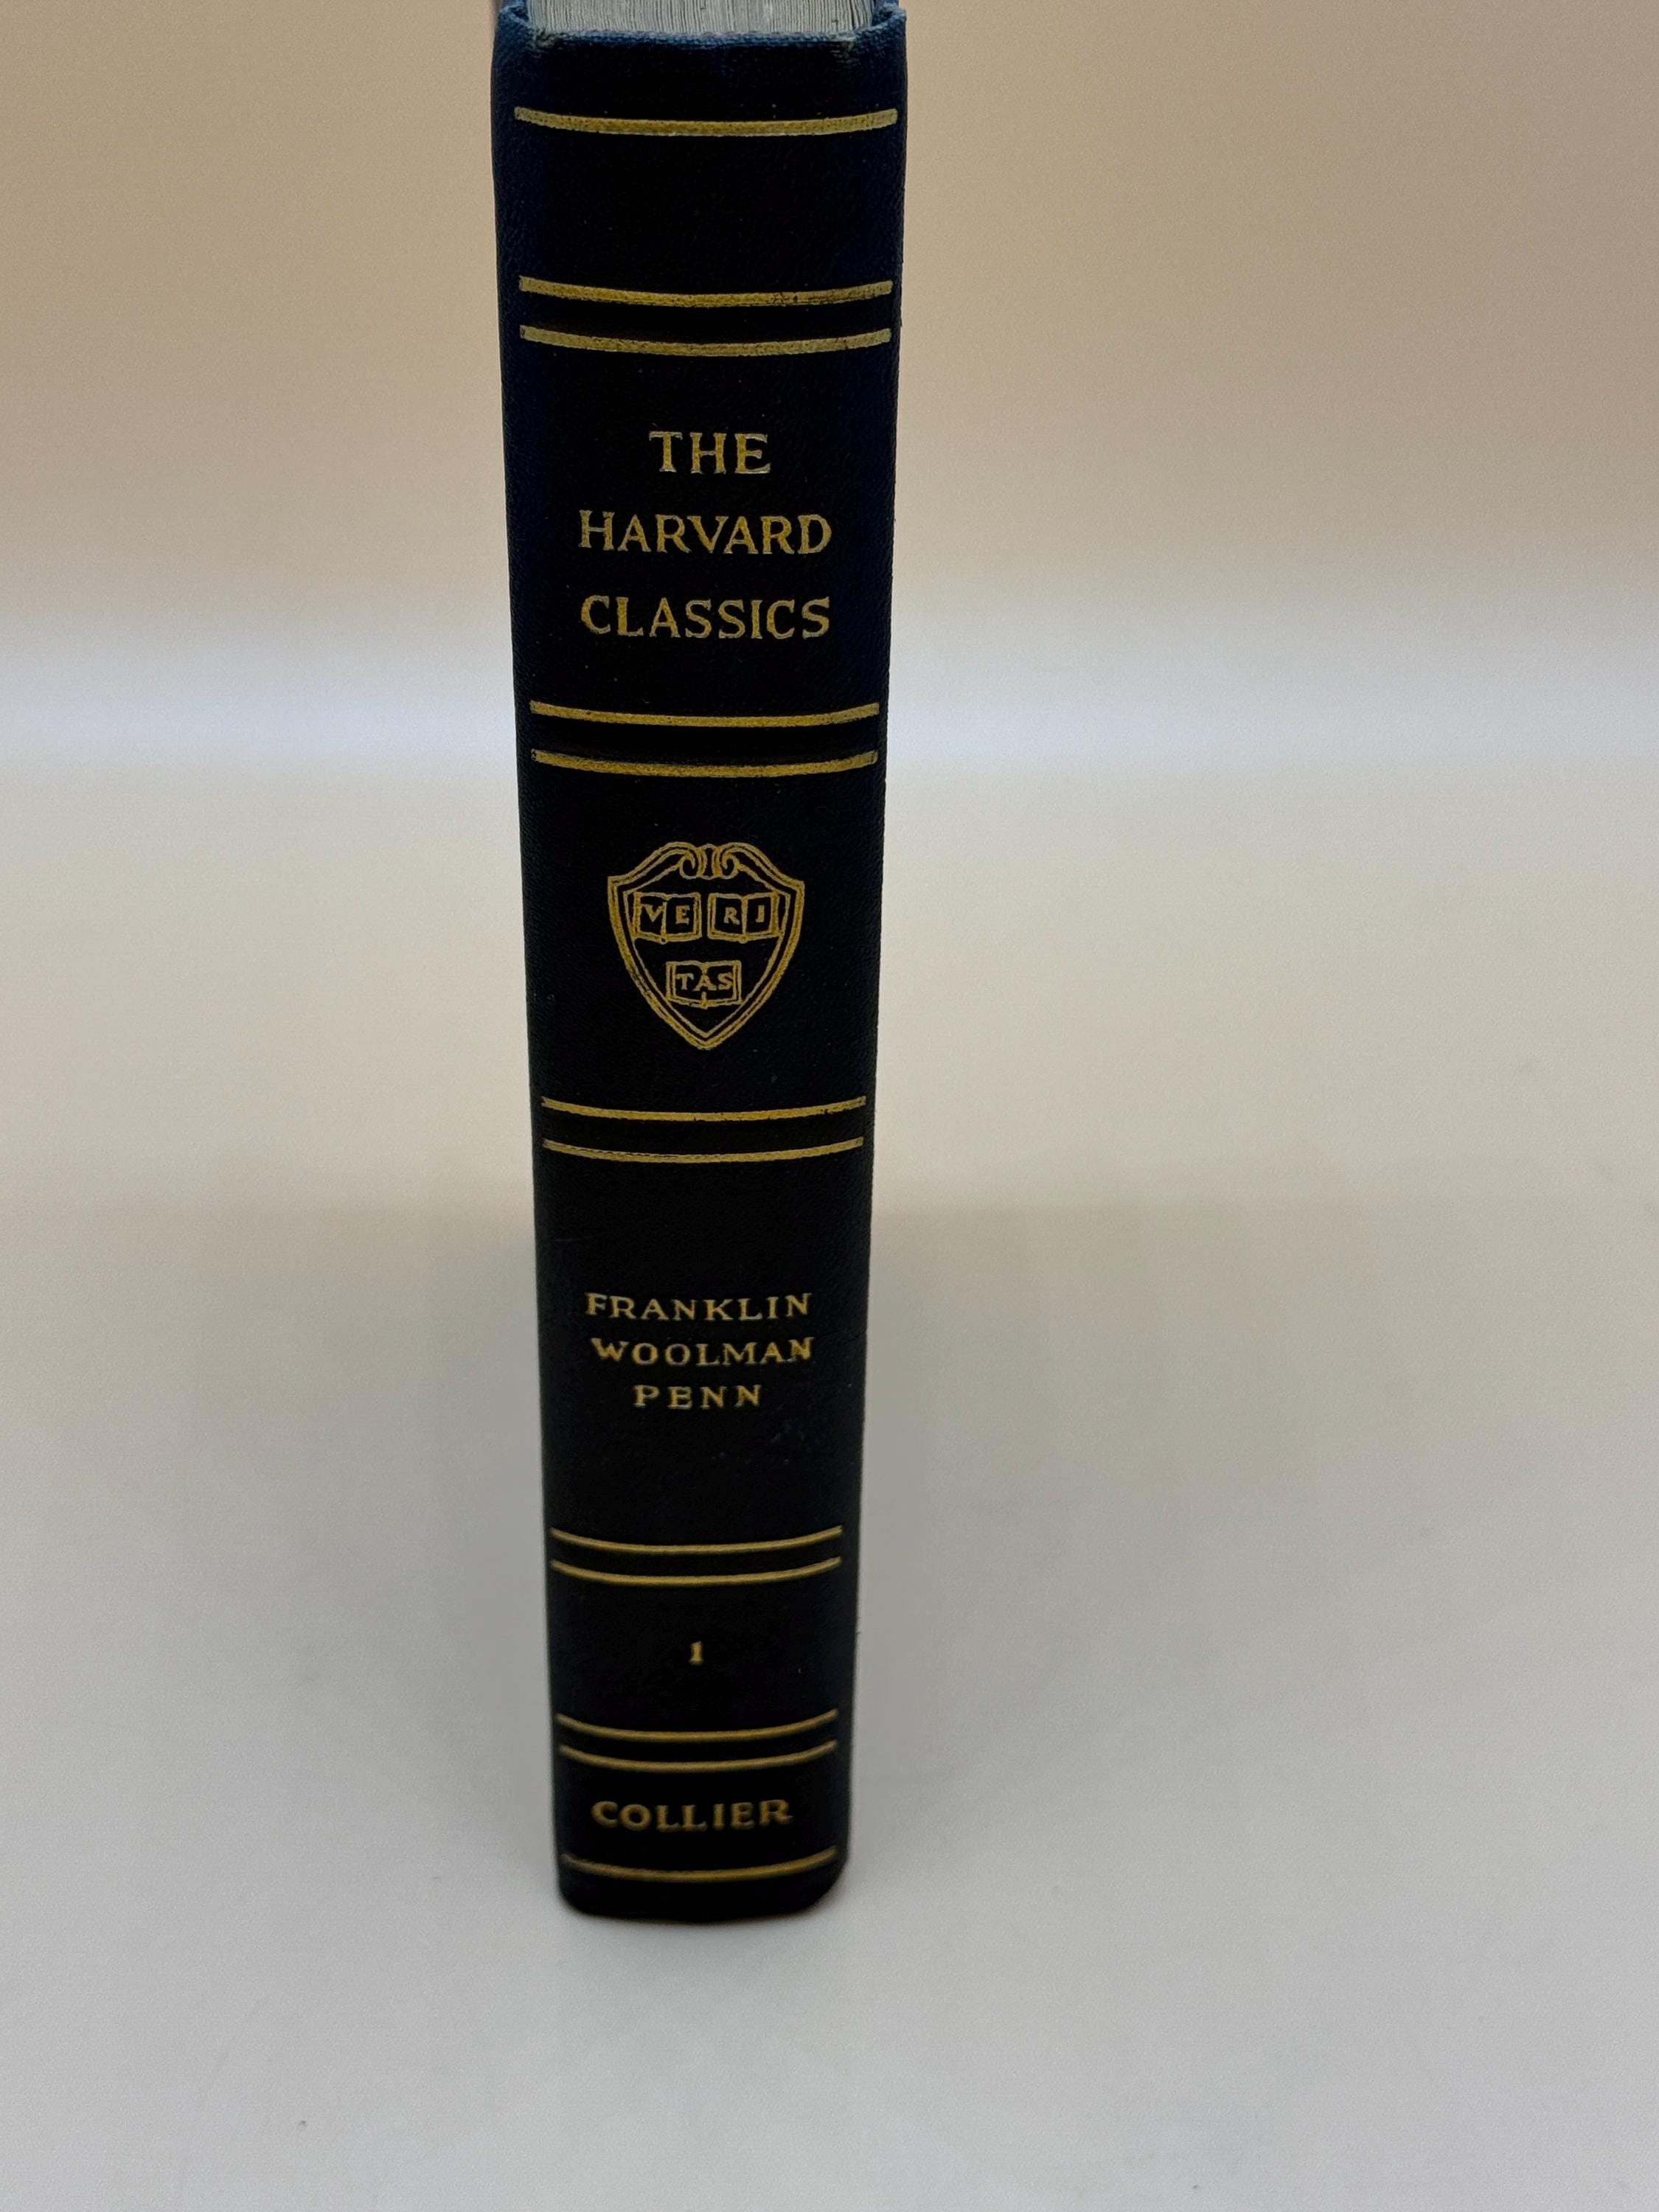 THE
HARVARD
CLASSICS
VE RI
TAS
FRANKLIN
WOOLMAN
PENN
1
COLLIER